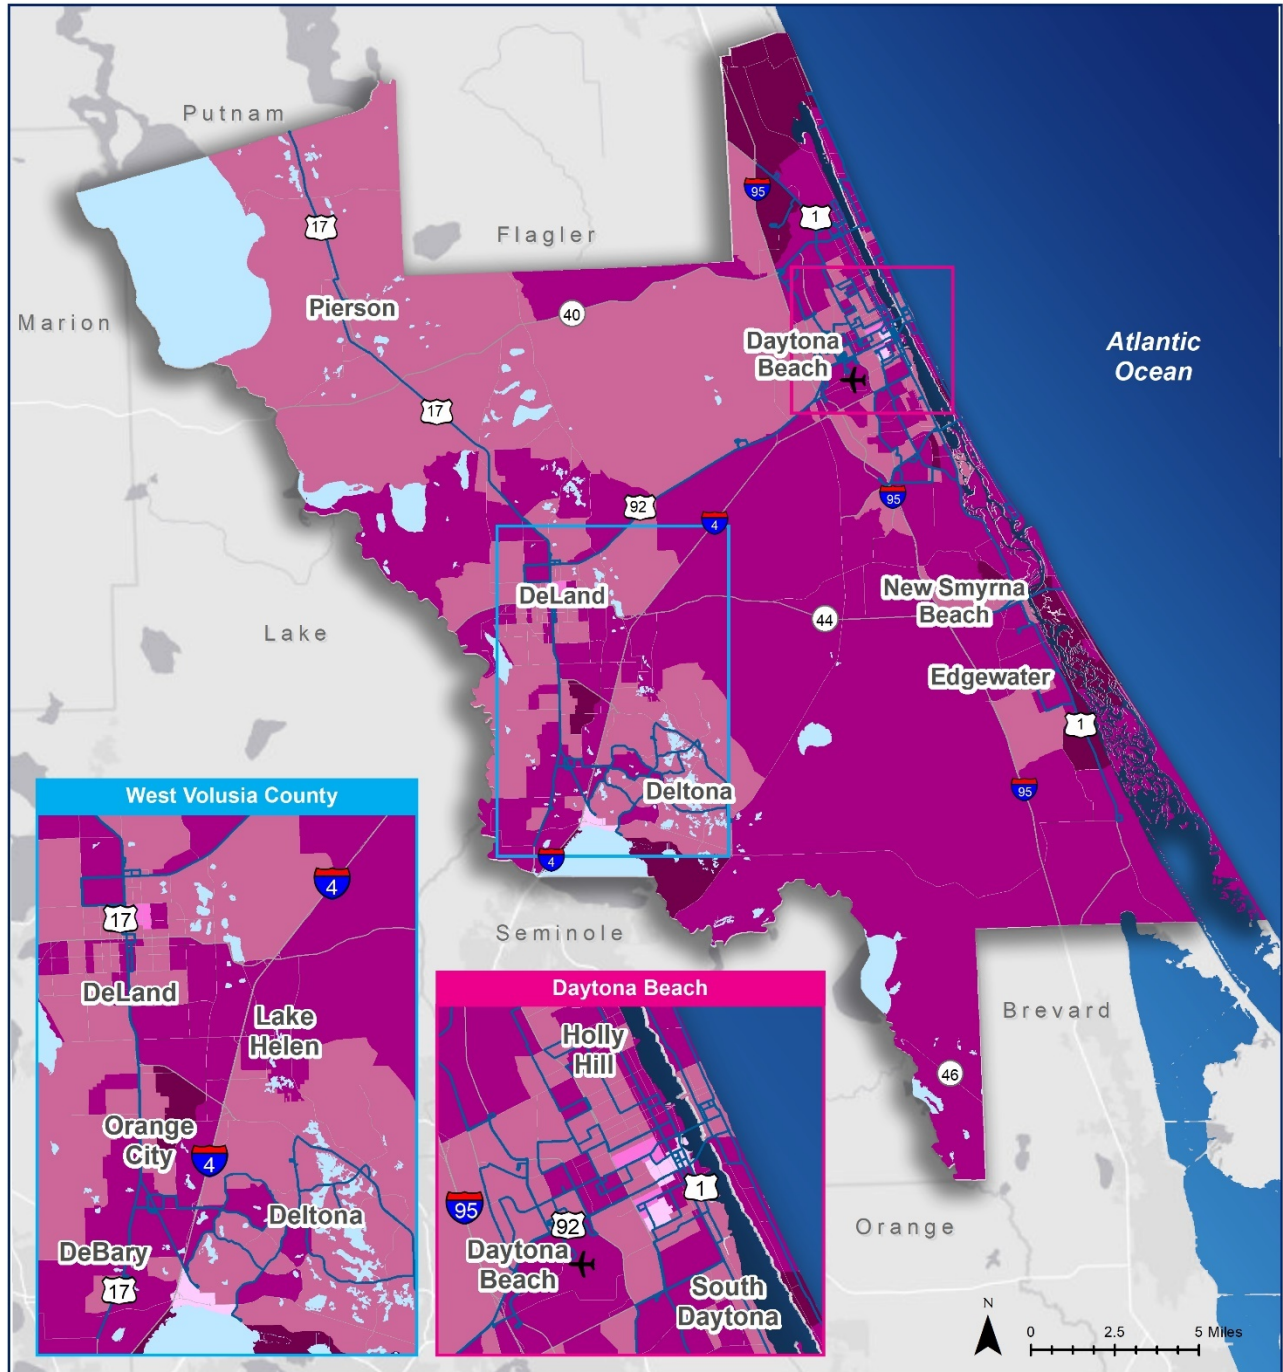 Putnam
95
17
1
Flagler
Pierson
Marion
40
Daytona
Beach
Atlantic
Ocean
17
95
92
4
New Smyrna
Beach
DeLand
44
Lake
Edgewater
1
Deltona
95
4
Seminole
Brevard
46
Orange
West Volusia County
4
17
DeLand
Lake
Helen
Orange
City
4
Deltona
DeBary
17
Daytona Beach
Holly
Hill
1
95
92
Daytona
Beach
South
Daytona
N
0 2.5 5 Miles